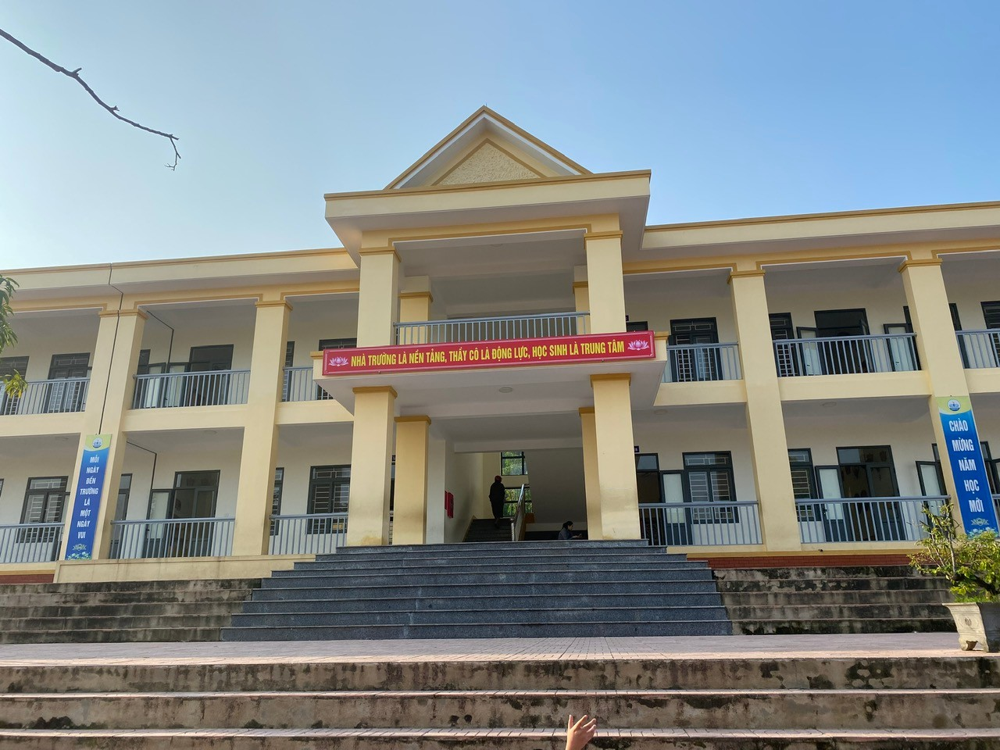 NHÀ TRƯỜNG LÀ NỀN TẢNG, THẦY CÔ LÀ ĐỘNG LỰC, HỌC SINH LÀ TRUNG TÂM
MỖI
NGÀY
ĐẾN
TRƯỜNG
LÀ
MỘT
NGÀY
VUI
CHÀO
MỪNG
NĂM
HỌC
MỚI